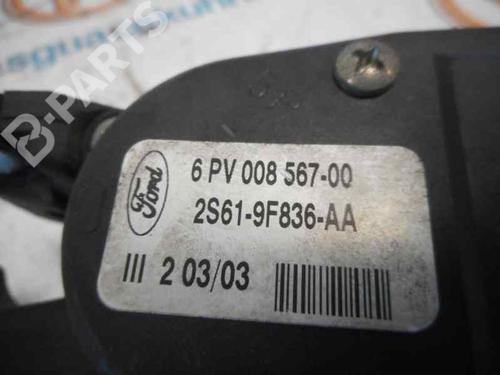 B-PARTS
Ford
6 PV 008 567-00
2S61-9F836-AA
III 2 03/03